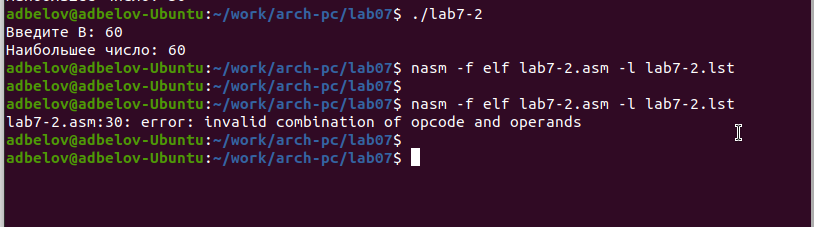 adbelov@adbelov-Ubuntu:~/work/arch-pc/lab07$ ./lab7-2
Введите B: 60
Наибольшее число: 60
adbelov@adbelov-Ubuntu:~/work/arch-pc/lab07$ nasm -f elf lab7-2.asm -l lab7-2.lst
adbelov@adbelov-Ubuntu:~/work/arch-pc/lab07$
adbelov@adbelov-Ubuntu:~/work/arch-pc/lab07$ nasm -f elf lab7-2.asm -l lab7-2.lst
lab7-2.asm:30: error: invalid combination of opcode and operands
adbelov@adbelov-Ubuntu:~/work/arch-pc/lab07$
adbelov@adbelov-Ubuntu:~/work/arch-pc/lab07$